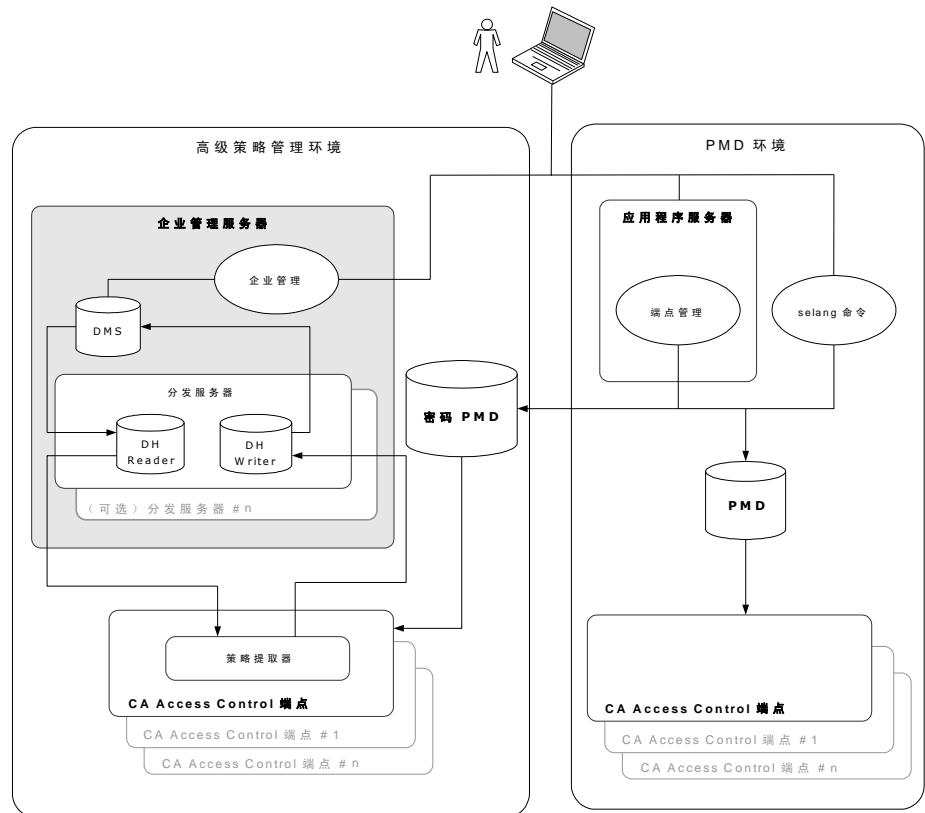 高级策略管理环境
PMD 环境
企业管理服务器
应用程序服务器
企业管理
端点管理
selang 命令
DMS
分发服务器
密码 PMD
DH
Reader
DH
Writer
PMD
（可选）分发服务器 #n
策略提取器
CA Access Control 端点
CA Access Control 端点 #1
CA Access Control 端点 #n
CA Access Control 端点
CA Access Control 端点 #1
CA Access Control 端点 #n